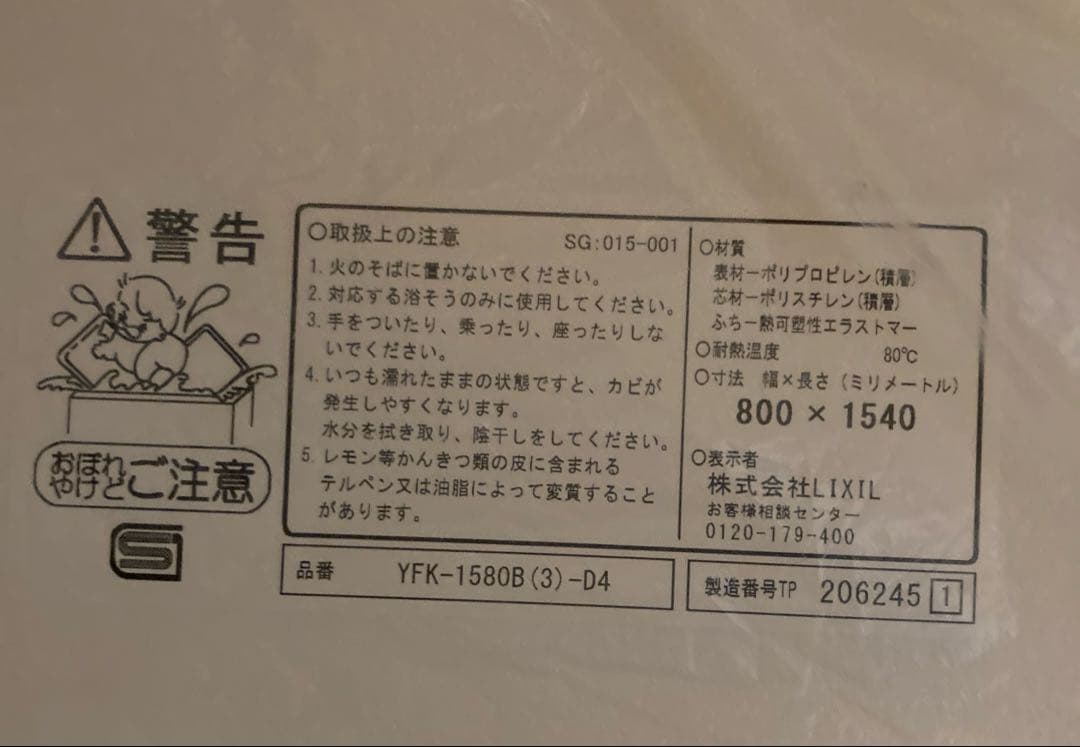 警告
おぼれ
やけど
ご注意
○取扱上の注意 SG:015-001
1. 火のそばに置かないでください。
2. 対応する浴そうのみに使用してください。
3. 手をついたり、乗ったり、座ったりしな
いでください。
4. いつも濡れたままの状態ですと、カビが
発生しやすくなります。
水分を拭き取り、陰干しをしてください。
5. レモン等かんきつ類の皮に含まれる
テルペン又は油脂によって変質すること
があります。
○材質
表材ーポリプロピレン(積層)
芯材ーポリスチレン(積層)
ふちー熱可塑性エラストマー
○耐熱温度 80℃
○寸法 幅×長さ (ミリメートル)
800 × 1540
○表示者
株式会社LIXIL
お客様相談センター
0120-179-400
品番 YFK-1580B(3)-D4
製造番号TP 206245 1